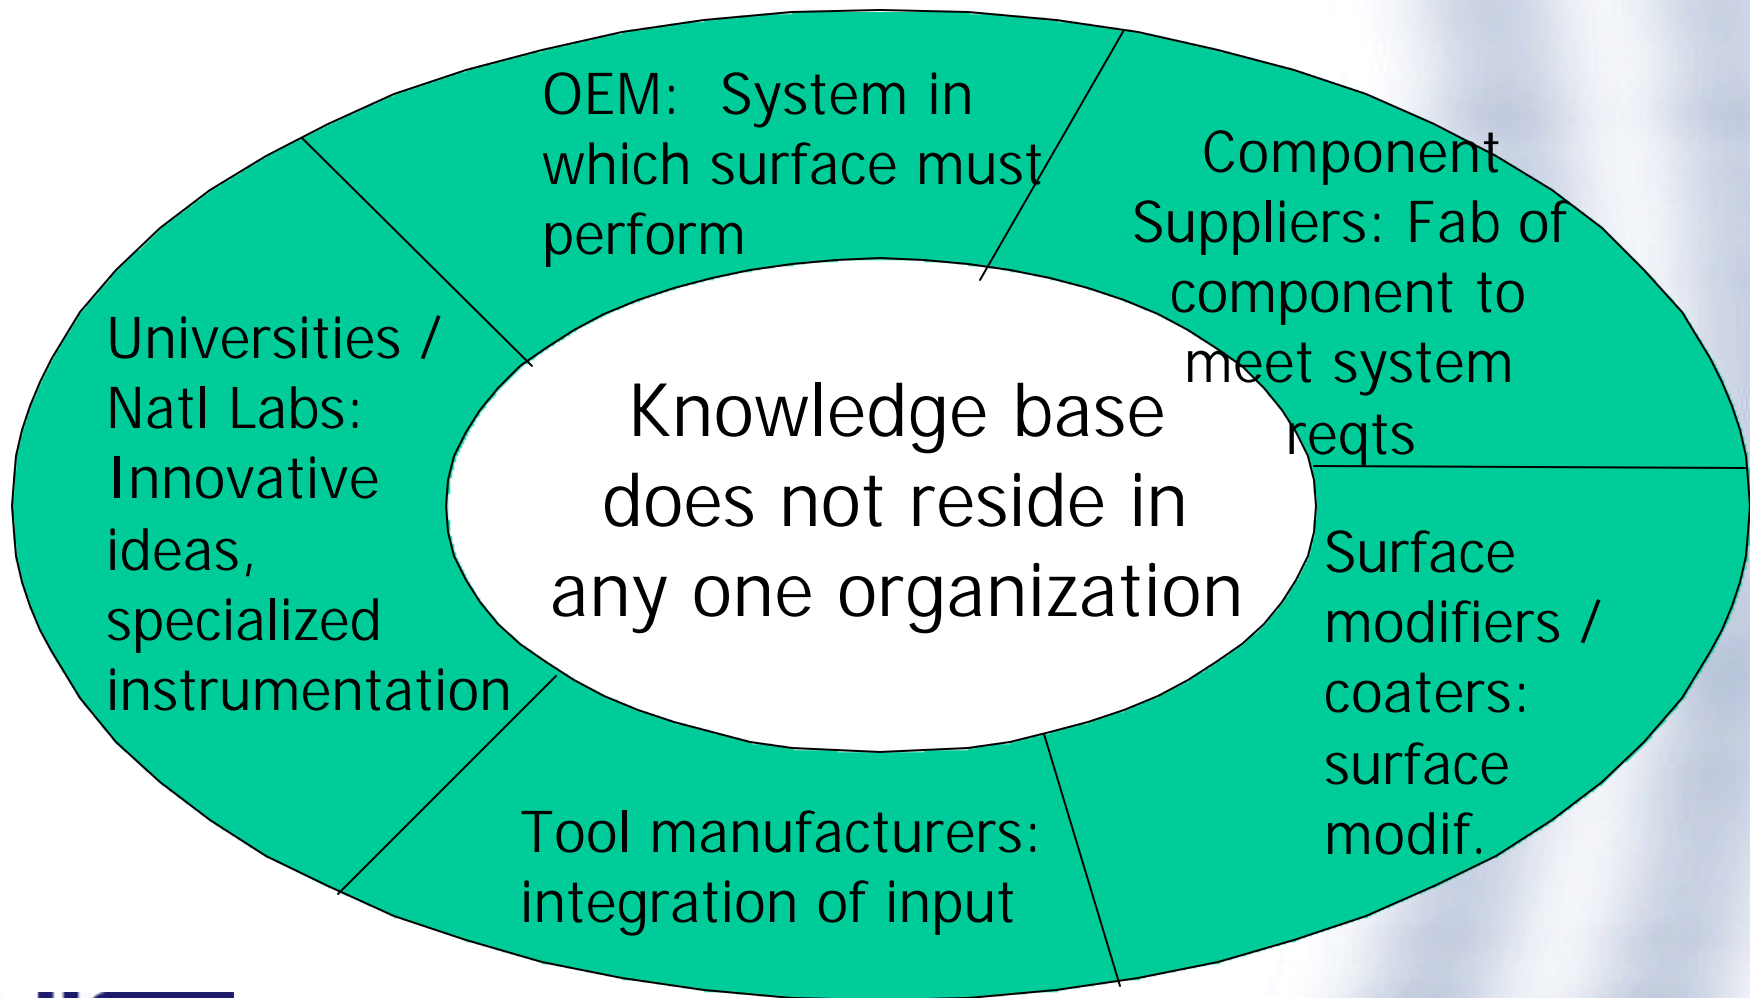 OEM: System in
which surface must
perform
Component
Suppliers: Fab of
component to
meet system
reqts
Universities /
Natl Labs:
Innovative
ideas,
specialized
instrumentation
Knowledge base
does not reside in
any one organization
Surface
modifiers /
coaters:
surface
modif.
Tool manufacturers:
integration of input